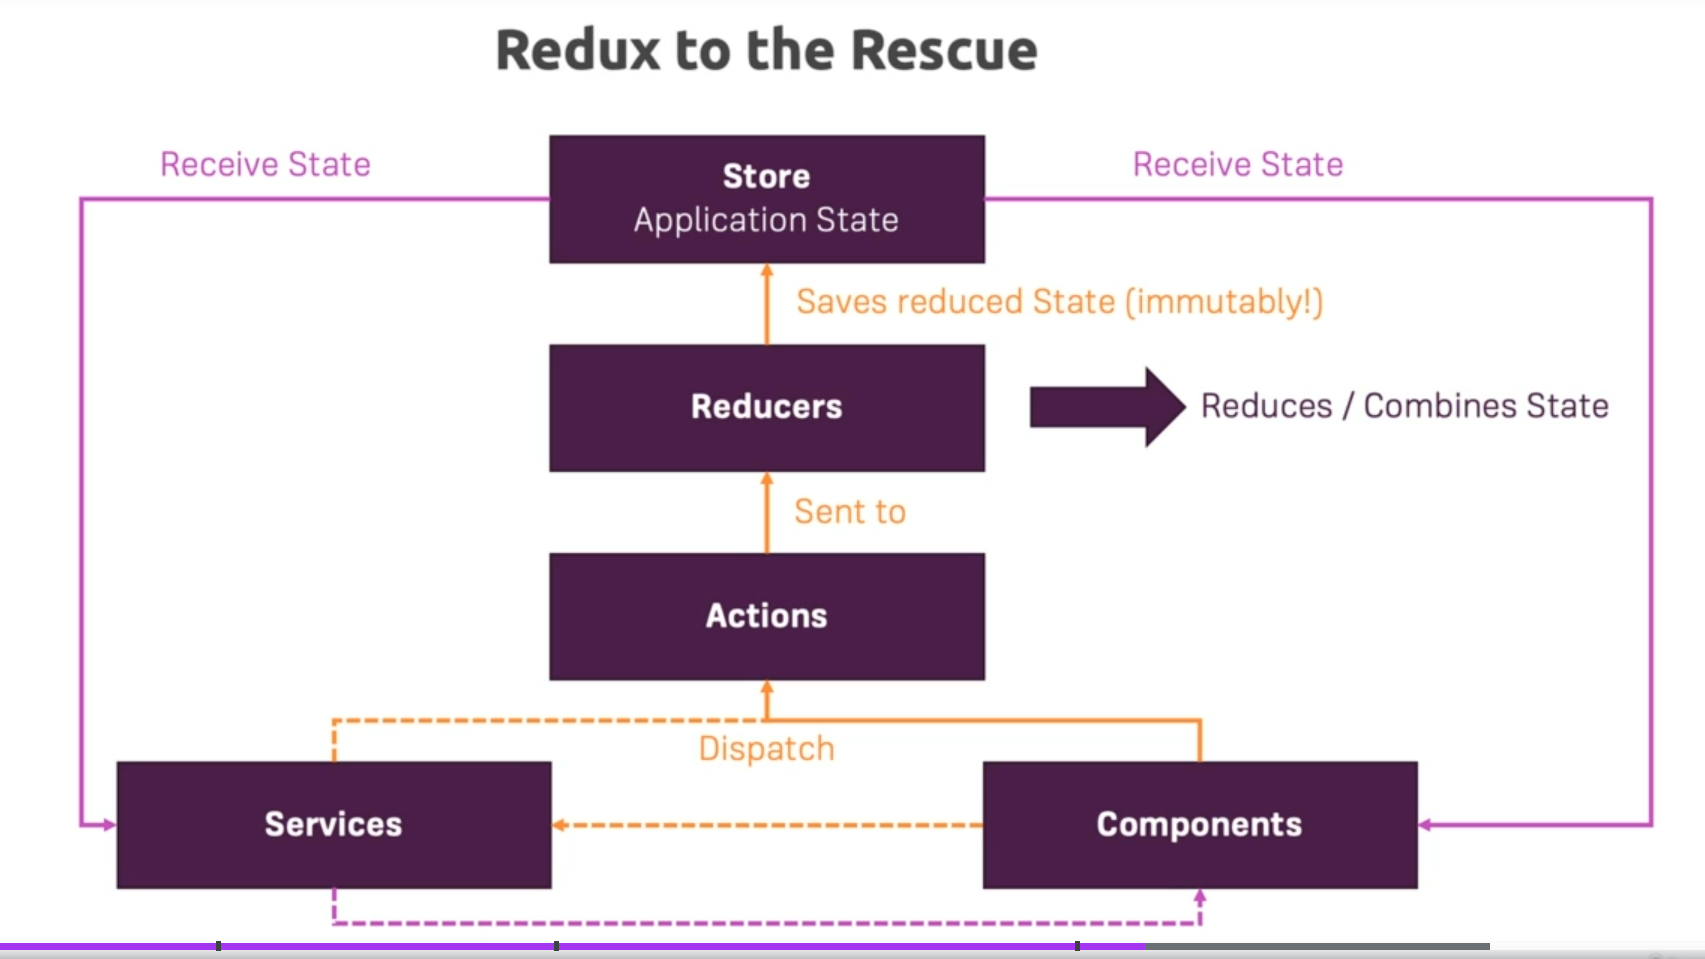 Redux to the Rescue
Receive State
Store
Application State
Receive State
Saves reduced State (immutably!)
Reducers
Reduces / Combines State
Sent to
Actions
Dispatch
Services
Components